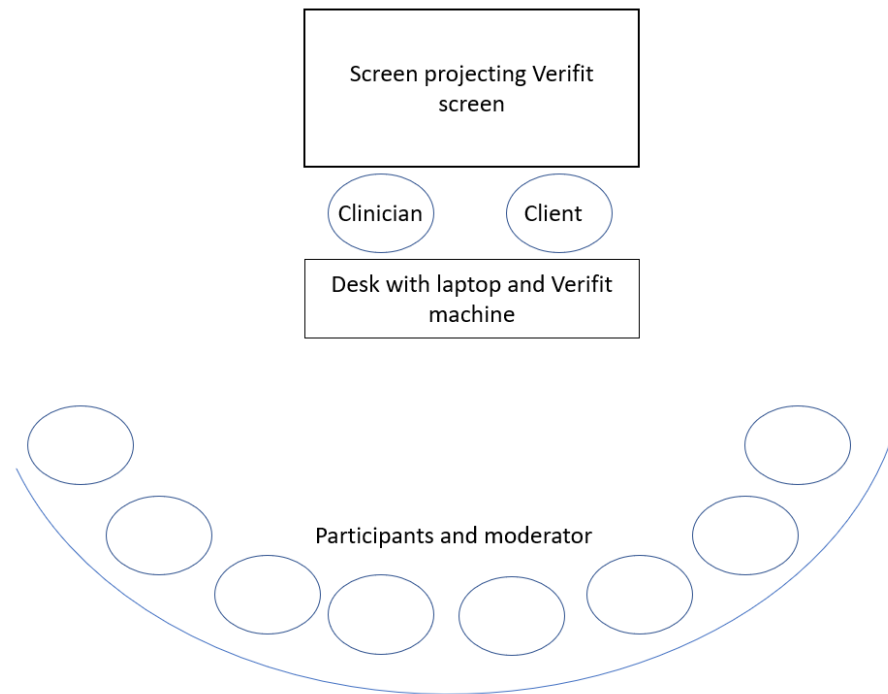 Screen projecting Verifit
screen
Clinician
Client
Desk with laptop and Verifit
machine
Participants and moderator